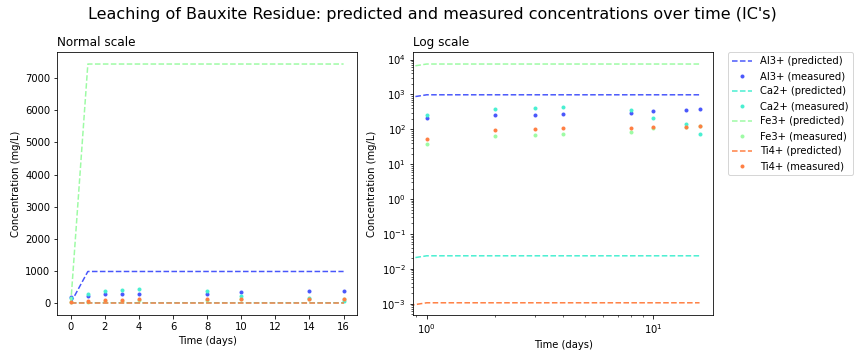 Leaching of Bauxite Residue: predicted and measured concentrations over time (IC's)
Normal scale
Concentration (mg/L)
7000
6000
5000
4000
3000
2000
1000
0
0 2 4 6 8 10 12 14 16
Time (days)
Log scale
Concentration (mg/L)
10⁴
10³
10²
10¹
10⁰
10⁻¹
10⁻²
10⁻³
10⁰ 10¹
Time (days)
Al3+ (predicted)
Al3+ (measured)
Ca2+ (predicted)
Ca2+ (measured)
Fe3+ (predicted)
Fe3+ (measured)
Ti4+ (predicted)
Ti4+ (measured)